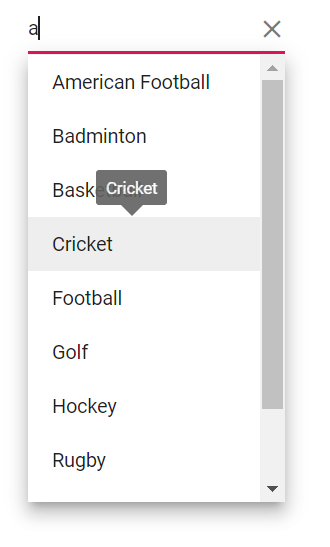 a
American Football
Badminton
Bask
Cricket
Cricket
Football
Golf
Hockey
Rugby